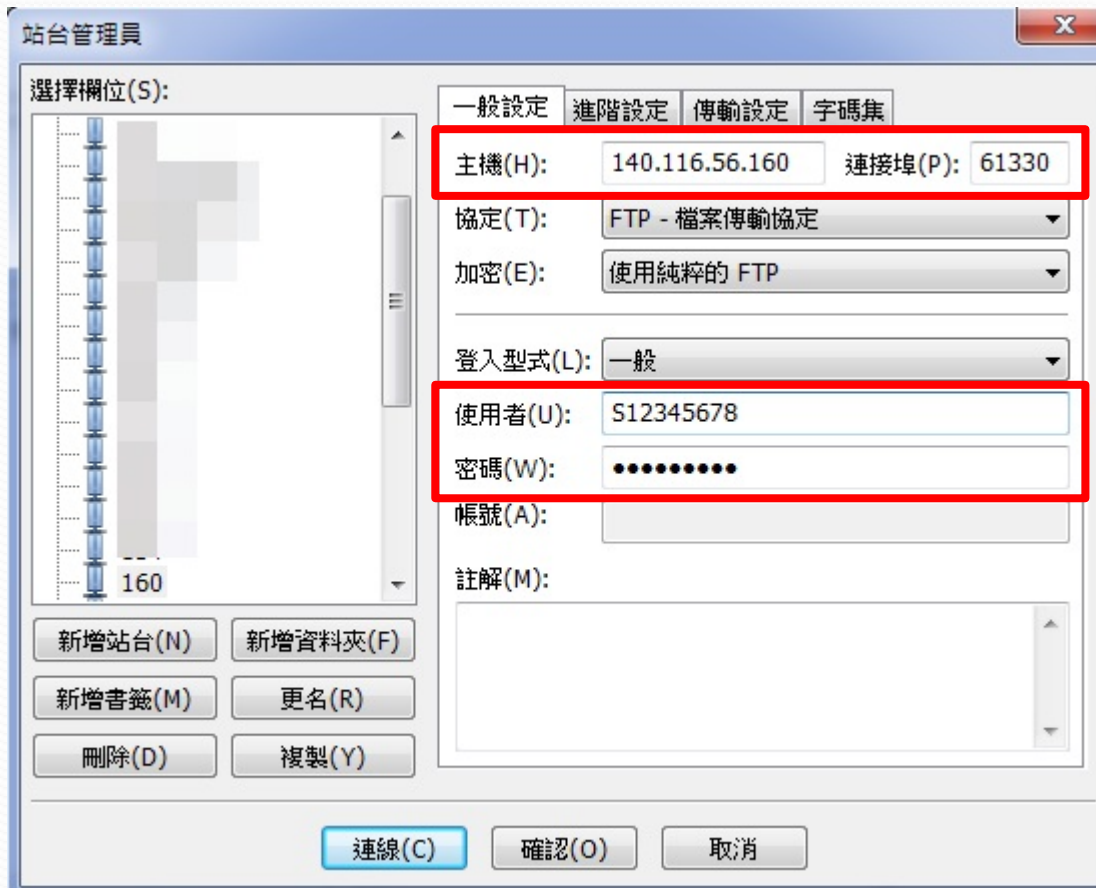 站台管理員
選擇欄位(S):
160
新增站台(N) 新增資料夾(F)
新增書籤(M) 更名(R)
刪除(D) 複製(Y)
一般設定 進階設定 傳輸設定 字碼集
主機(H): 140.116.56.160 連接埠(P): 61330
協定(T): FTP - 檔案傳輸協定
加密(E): 使用純粹的 FTP
登入型式(L): 一般
使用者(U): S12345678
密碼(W): •••••••••
帳號(A):
註解(M):
連線(C) 確認(O) 取消